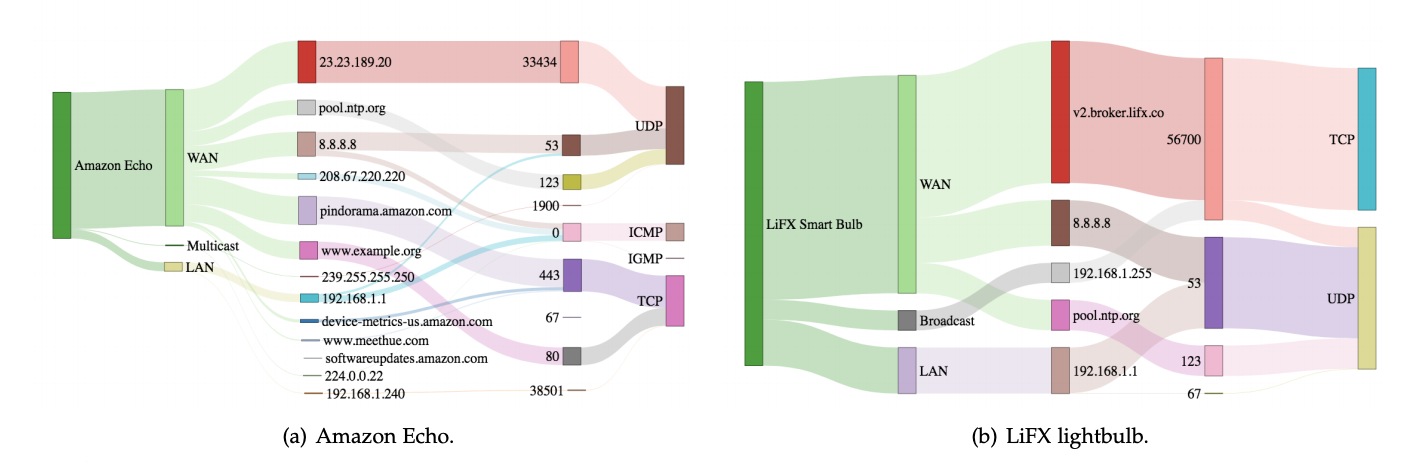 23.23.189.20
33434
pool.ntp.org
UDP
8.8.8.8
53
Amazon Echo
WAN
208.67.220.220
123
pindorama.amazon.com
1900
0
ICMP
Multicast
www.example.org
IGMP
LAN
239.255.255.250
443
192.168.1.1
TCP
device-metrics-us.amazon.com
67
www.meethue.com
softwareupdates.amazon.com
80
224.0.0.22
192.168.1.240
38501
(a) Amazon Echo.
v2.broker.lifx.co
56700
TCP
WAN
LiFX Smart Bulb
8.8.8.8
192.168.1.255
53
UDP
Broadcast
pool.ntp.org
LAN
192.168.1.1
123
67
(b) LiFX lightbulb.